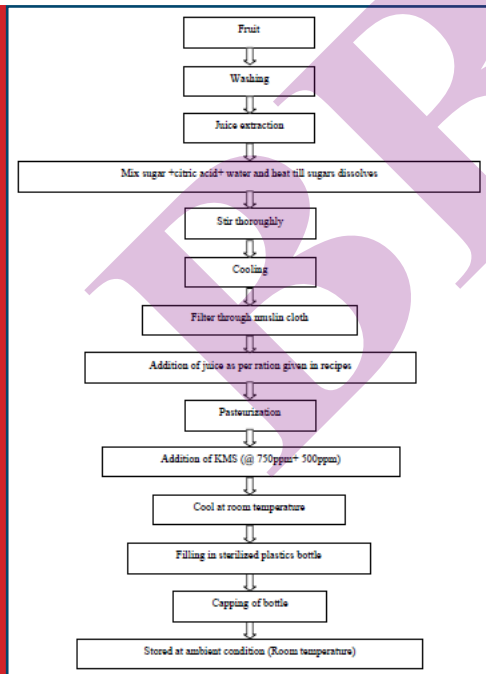 Fruit
Washing
Juice extraction
Mix sugar +citric acid+ water and heat till sugars dissolves
Stir thoroughly
Cooling
Filter through muslin cloth
Addition of juice as per ration given in recipes
Pasteurization
Addition of KMS (@ 750ppm+ 500ppm)
Cool at room temperature
Filling in sterilized plastics bottle
Capping of bottle
Stored at ambient condition (Room temperature)